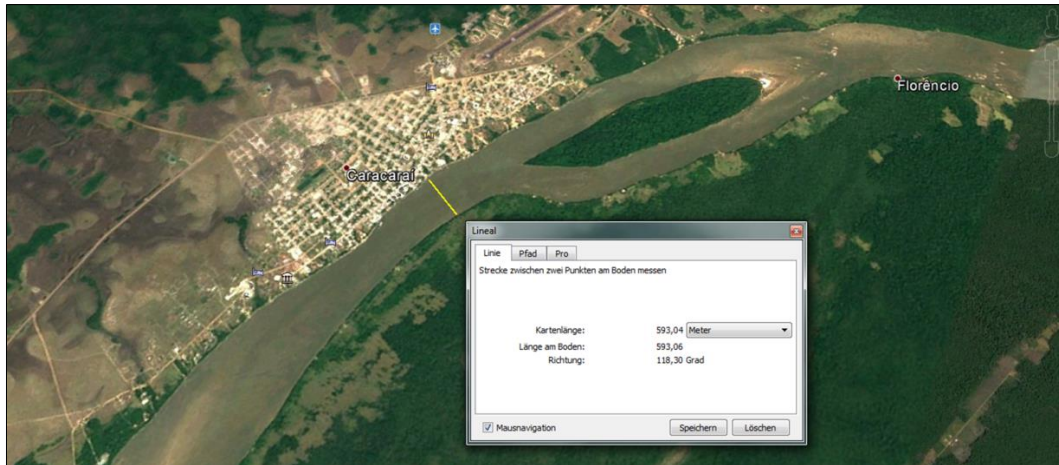 Florêncio
Caracaraí
Lineal
Linie Pfad Pro
Strecke zwischen zwei Punkten am Boden messen
Kartenlänge: 593,04 Meter
Länge am Boden: 593,06
Richtung: 118,30 Grad
Mausnavigation Speichern Löschen